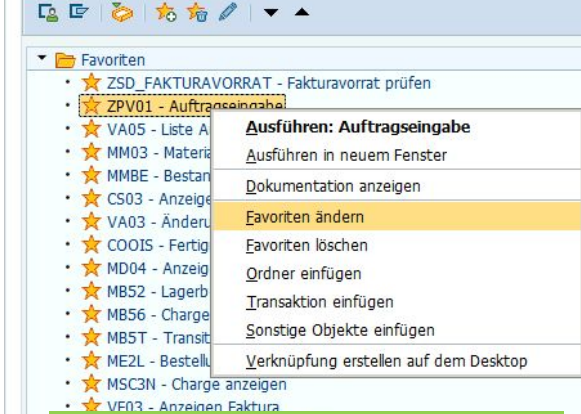 Favoriten
ZSD_FAKTURAVORRAT - Fakturavorrat prüfen
ZPV01 - Auftragseingabe
VA05 - Liste A
MM03 - Materia
MMBE - Bestan
CS03 - Anzeige
VA03 - Änderu
COOIS - Fertig
MD04 - Anzeig
MB52 - Lagerb
MB56 - Charge
MB5T - Transit
ME2L - Bestellu
MSC3N - Charge anzeigen
VF03 - Anzeigen Faktura
Ausführen: Auftragseingabe
Ausführen in neuem Fenster
Dokumentation anzeigen
Favoriten ändern
Favoriten löschen
Ordner einfügen
Transaktion einfügen
Sonstige Objekte einfügen
Verknüpfung erstellen auf dem Desktop